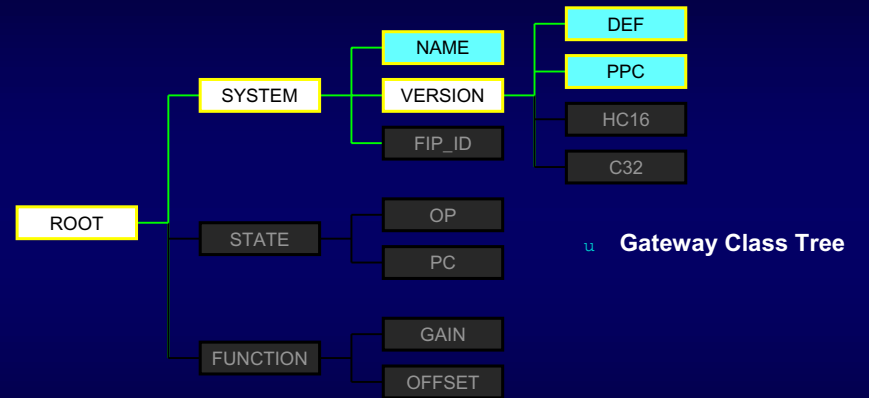 DEF
NAME
PPC
SYSTEM
VERSION
HC16
FIP_ID
C32
ROOT
OP
STATE
u Gateway Class Tree
PC
GAIN
FUNCTION
OFFSET